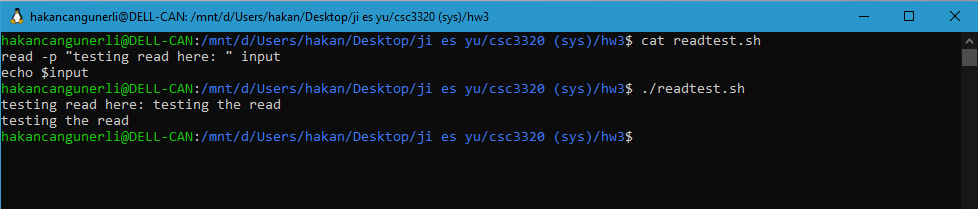 hakancangunerli@DELL-CAN: /mnt/d/Users/hakan/Desktop/ji es yu/csc3320 (sys)/hw3
hakancangunerli@DELL-CAN:/mnt/d/Users/hakan/Desktop/ji es yu/csc3320 (sys)/hw3$ cat readtest.sh
read -p "testing read here: " input
echo $input
hakancangunerli@DELL-CAN:/mnt/d/Users/hakan/Desktop/ji es yu/csc3320 (sys)/hw3$ ./readtest.sh
testing read here: testing the read
testing the read
hakancangunerli@DELL-CAN:/mnt/d/Users/hakan/Desktop/ji es yu/csc3320 (sys)/hw3$